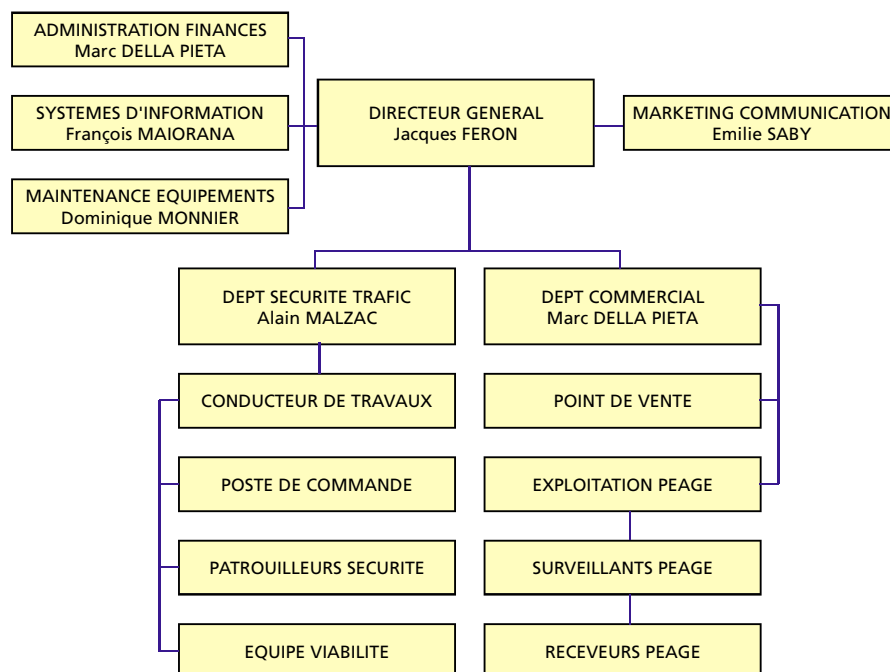 ADMINISTRATION FINANCES
Marc DELLA PIETA
SYSTEMES D'INFORMATION
François MAIORANA
MAINTENANCE EQUIPEMENTS
Dominique MONNIER
DIRECTEUR GENERAL
Jacques FERON
MARKETING COMMUNICATION
Emilie SABY
DEPT SECURITE TRAFIC
Alain MALZAC
DEPT COMMERCIAL
Marc DELLA PIETA
CONDUCTEUR DE TRAVAUX
POINT DE VENTE
POSTE DE COMMANDE
EXPLOITATION PEAGE
PATROUILLEURS SECURITE
SURVEILLANTS PEAGE
EQUIPE VIABILITE
RECEVEURS PEAGE